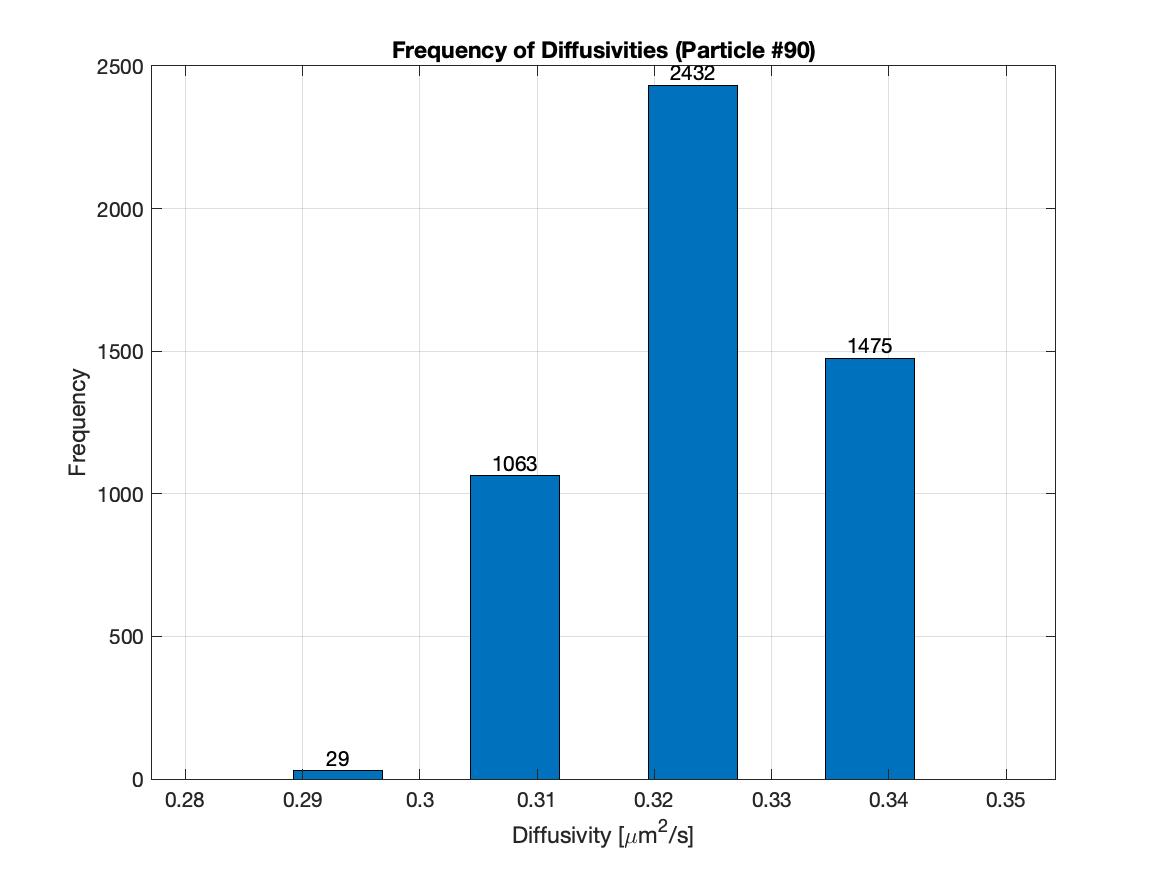 Frequency of Diffusivities (Particle #90)
2500
2432
2000
1500
1475
1063
1000
500
29
0
0.28 0.29 0.3 0.31 0.32 0.33 0.34 0.35
Frequency
Diffusivity [μm²/s]